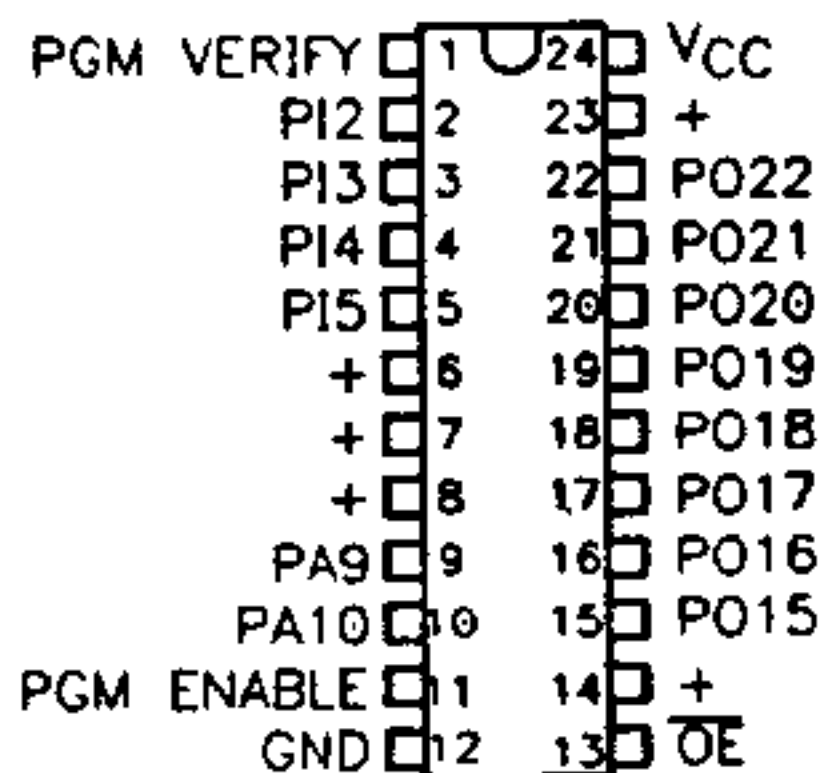 PGM VERIFY 1 24 VCC
PI2 2 23 +
PI3 3 22 PO22
PI4 4 21 PO21
PI5 5 20 PO20
+ 6 19 PO19
+ 7 18 PO18
+ 8 17 PO17
PA9 9 16 PO16
PA10 10 15 PO15
PGM ENABLE 11 14 +
GND 12 13 O̅E̅